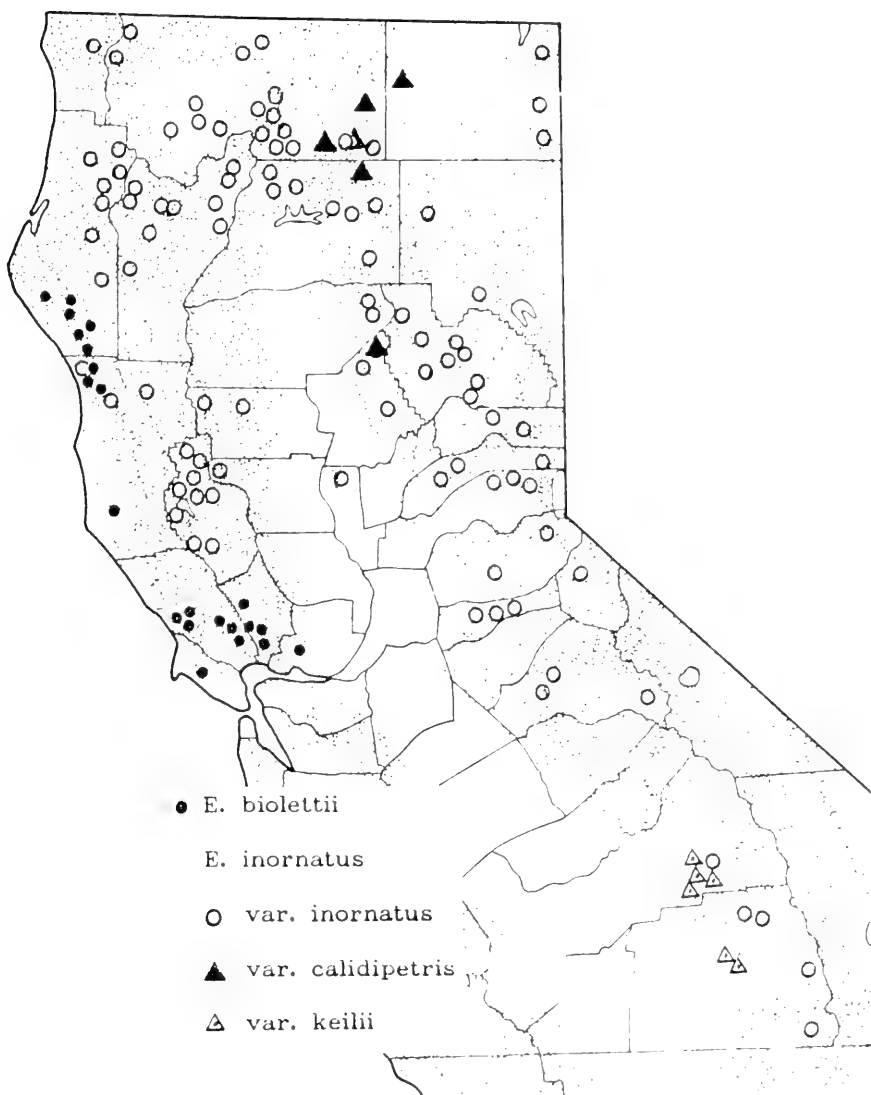 E. biolettii
E. inornatus
var. inornatus
var. calidipetris
var. keilii